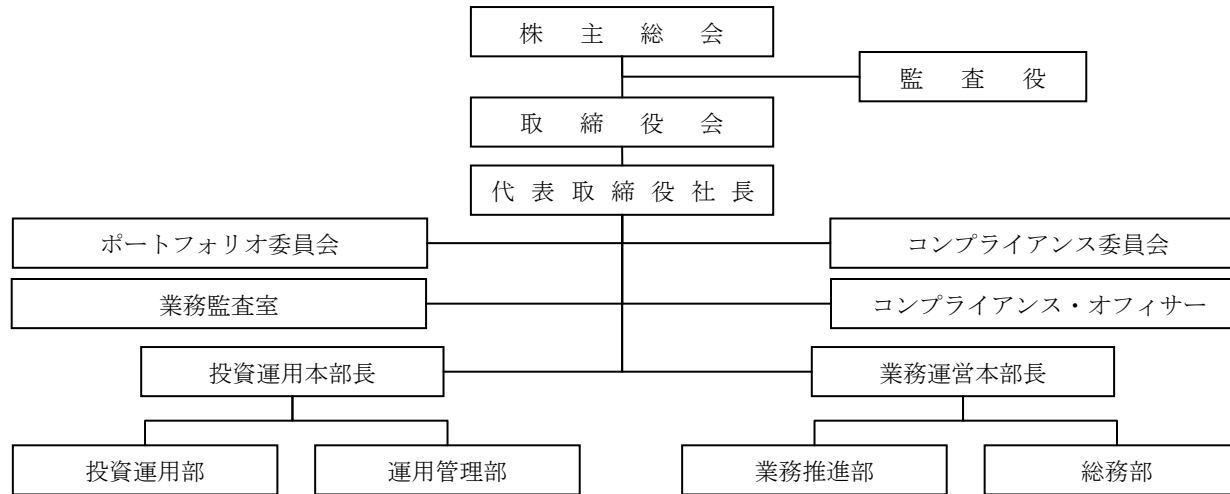 株主総会
監査役
取締役会
代表取締役社長
ポートフォリオ委員会
コンプライアンス委員会
業務監査室
コンプライアンス・オフィサー
投資運用本部長
業務運営本部長
投資運用部
運用管理部
業務推進部
総務部